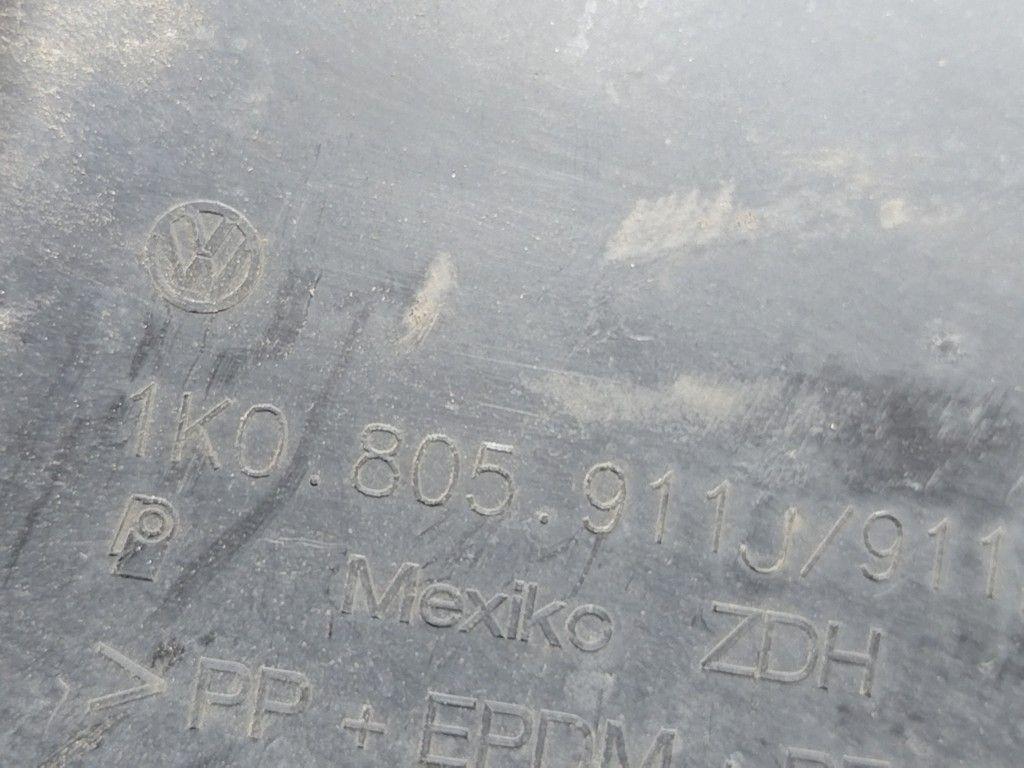 1K0.805.911J/911
Mexiko ZDH
>PP + EPDM